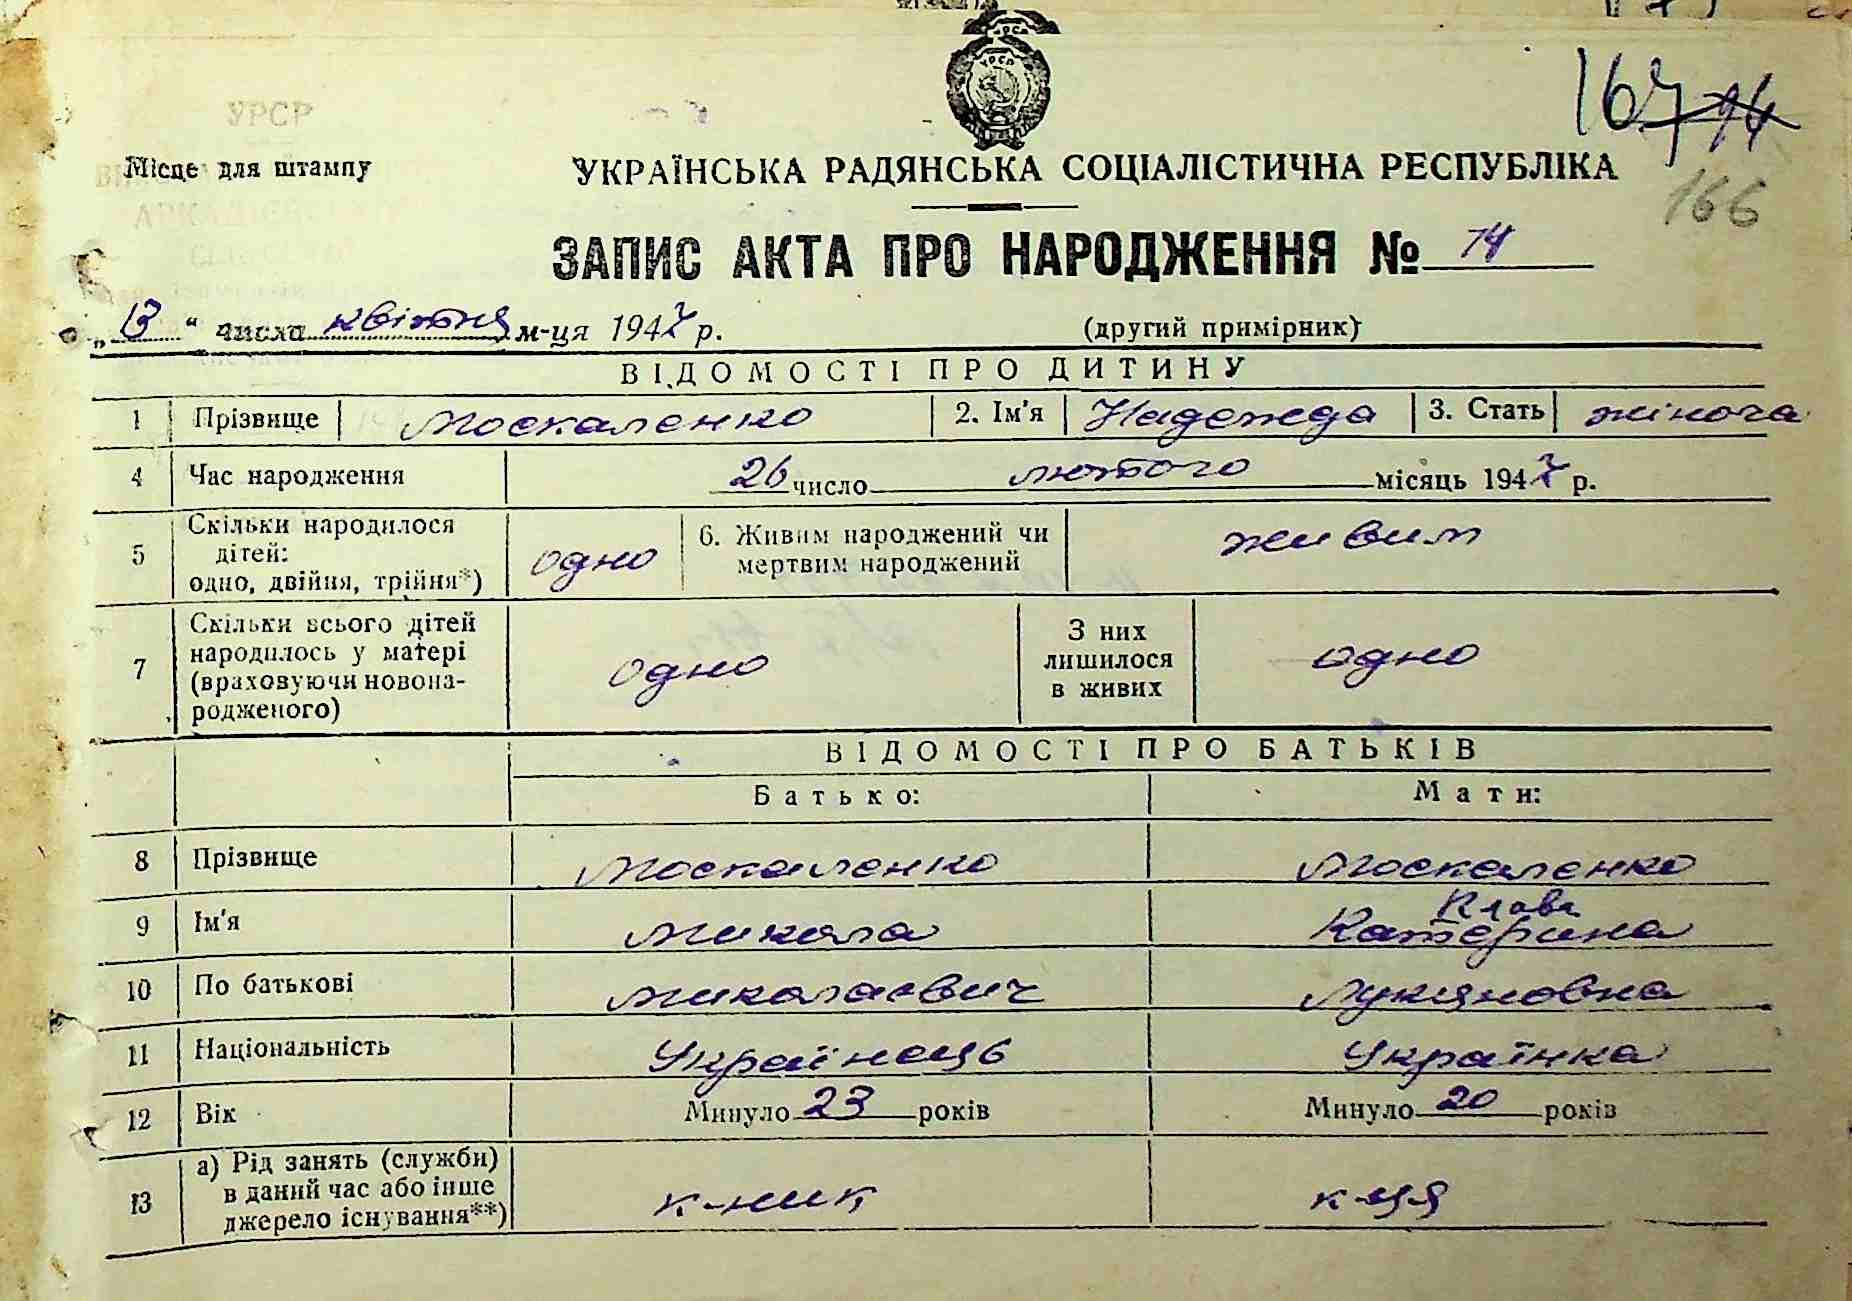 167 74
166
УРСР
Місце для штампу
УКРАЇНСЬКА РАДЯНСЬКА СОЦІАЛІСТИЧНА РЕСПУБЛІКА
ЗАПИС АКТА ПРО НАРОДЖЕННЯ № 74
„13“ числа квітня м-ця 1947 р. (другий примірник)
ВІДОМОСТІ ПРО ДИТИНУ
1 Прізвище Москаленко 2. Ім'я Надежда 3. Стать жіноча
4 Час народження 26 число лютого місяць 1947 р.
5 Скільки народилося дітей: одно, двійня, трійня*) одно 6. Живим народжений чи мертвим народжений живим
7 Скільки всього дітей народилось у матері (враховуючи новонародженого) одно З них лишилося в живих одно
ВІДОМОСТІ ПРО БАТЬКІВ
Батько: Мати:
8 Прізвище Москаленко Москаленко
Клава
9 Ім'я Микола Катерина
10 По батькові Миколаєвич Лукяновна
11 Національність Українець Українка
12 Вік Минуло 23 років Минуло 20 років
13 а) Рід занять (служби) в даний час або інше джерело існування**) к-ник к-ця